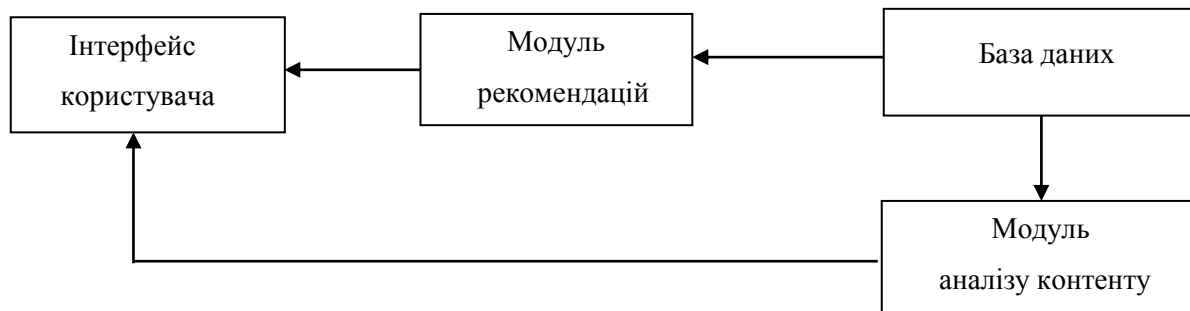 Інтерфейс
користувача
Модуль
рекомендацій
База даних
Модуль
аналізу контенту